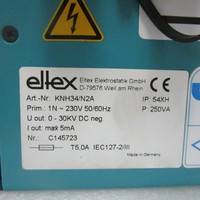 eltex
Eltex Elektrostatik GmbH
D-79576 Weil am Rhein
Art.-Nr: KNH34/N2A IP: 54XH
Prim : 1N ~ 230V 50/60Hz P: 250VA
U out : 0 - 30KV DC neg
I out : max 5mA
Nr.: C145723
T5,0A IEC127-2/III
Made in Germany